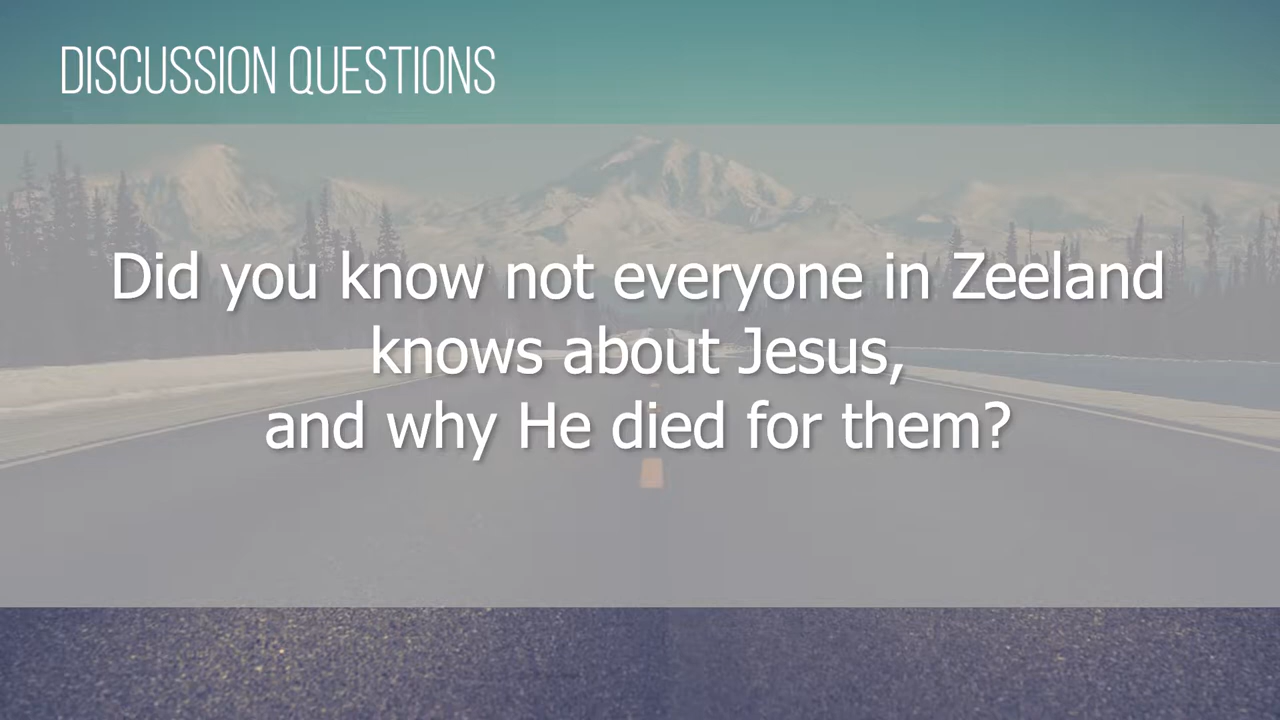 DISCUSSION QUESTIONS
Did you know not everyone in Zeeland
knows about Jesus,
and why He died for them?